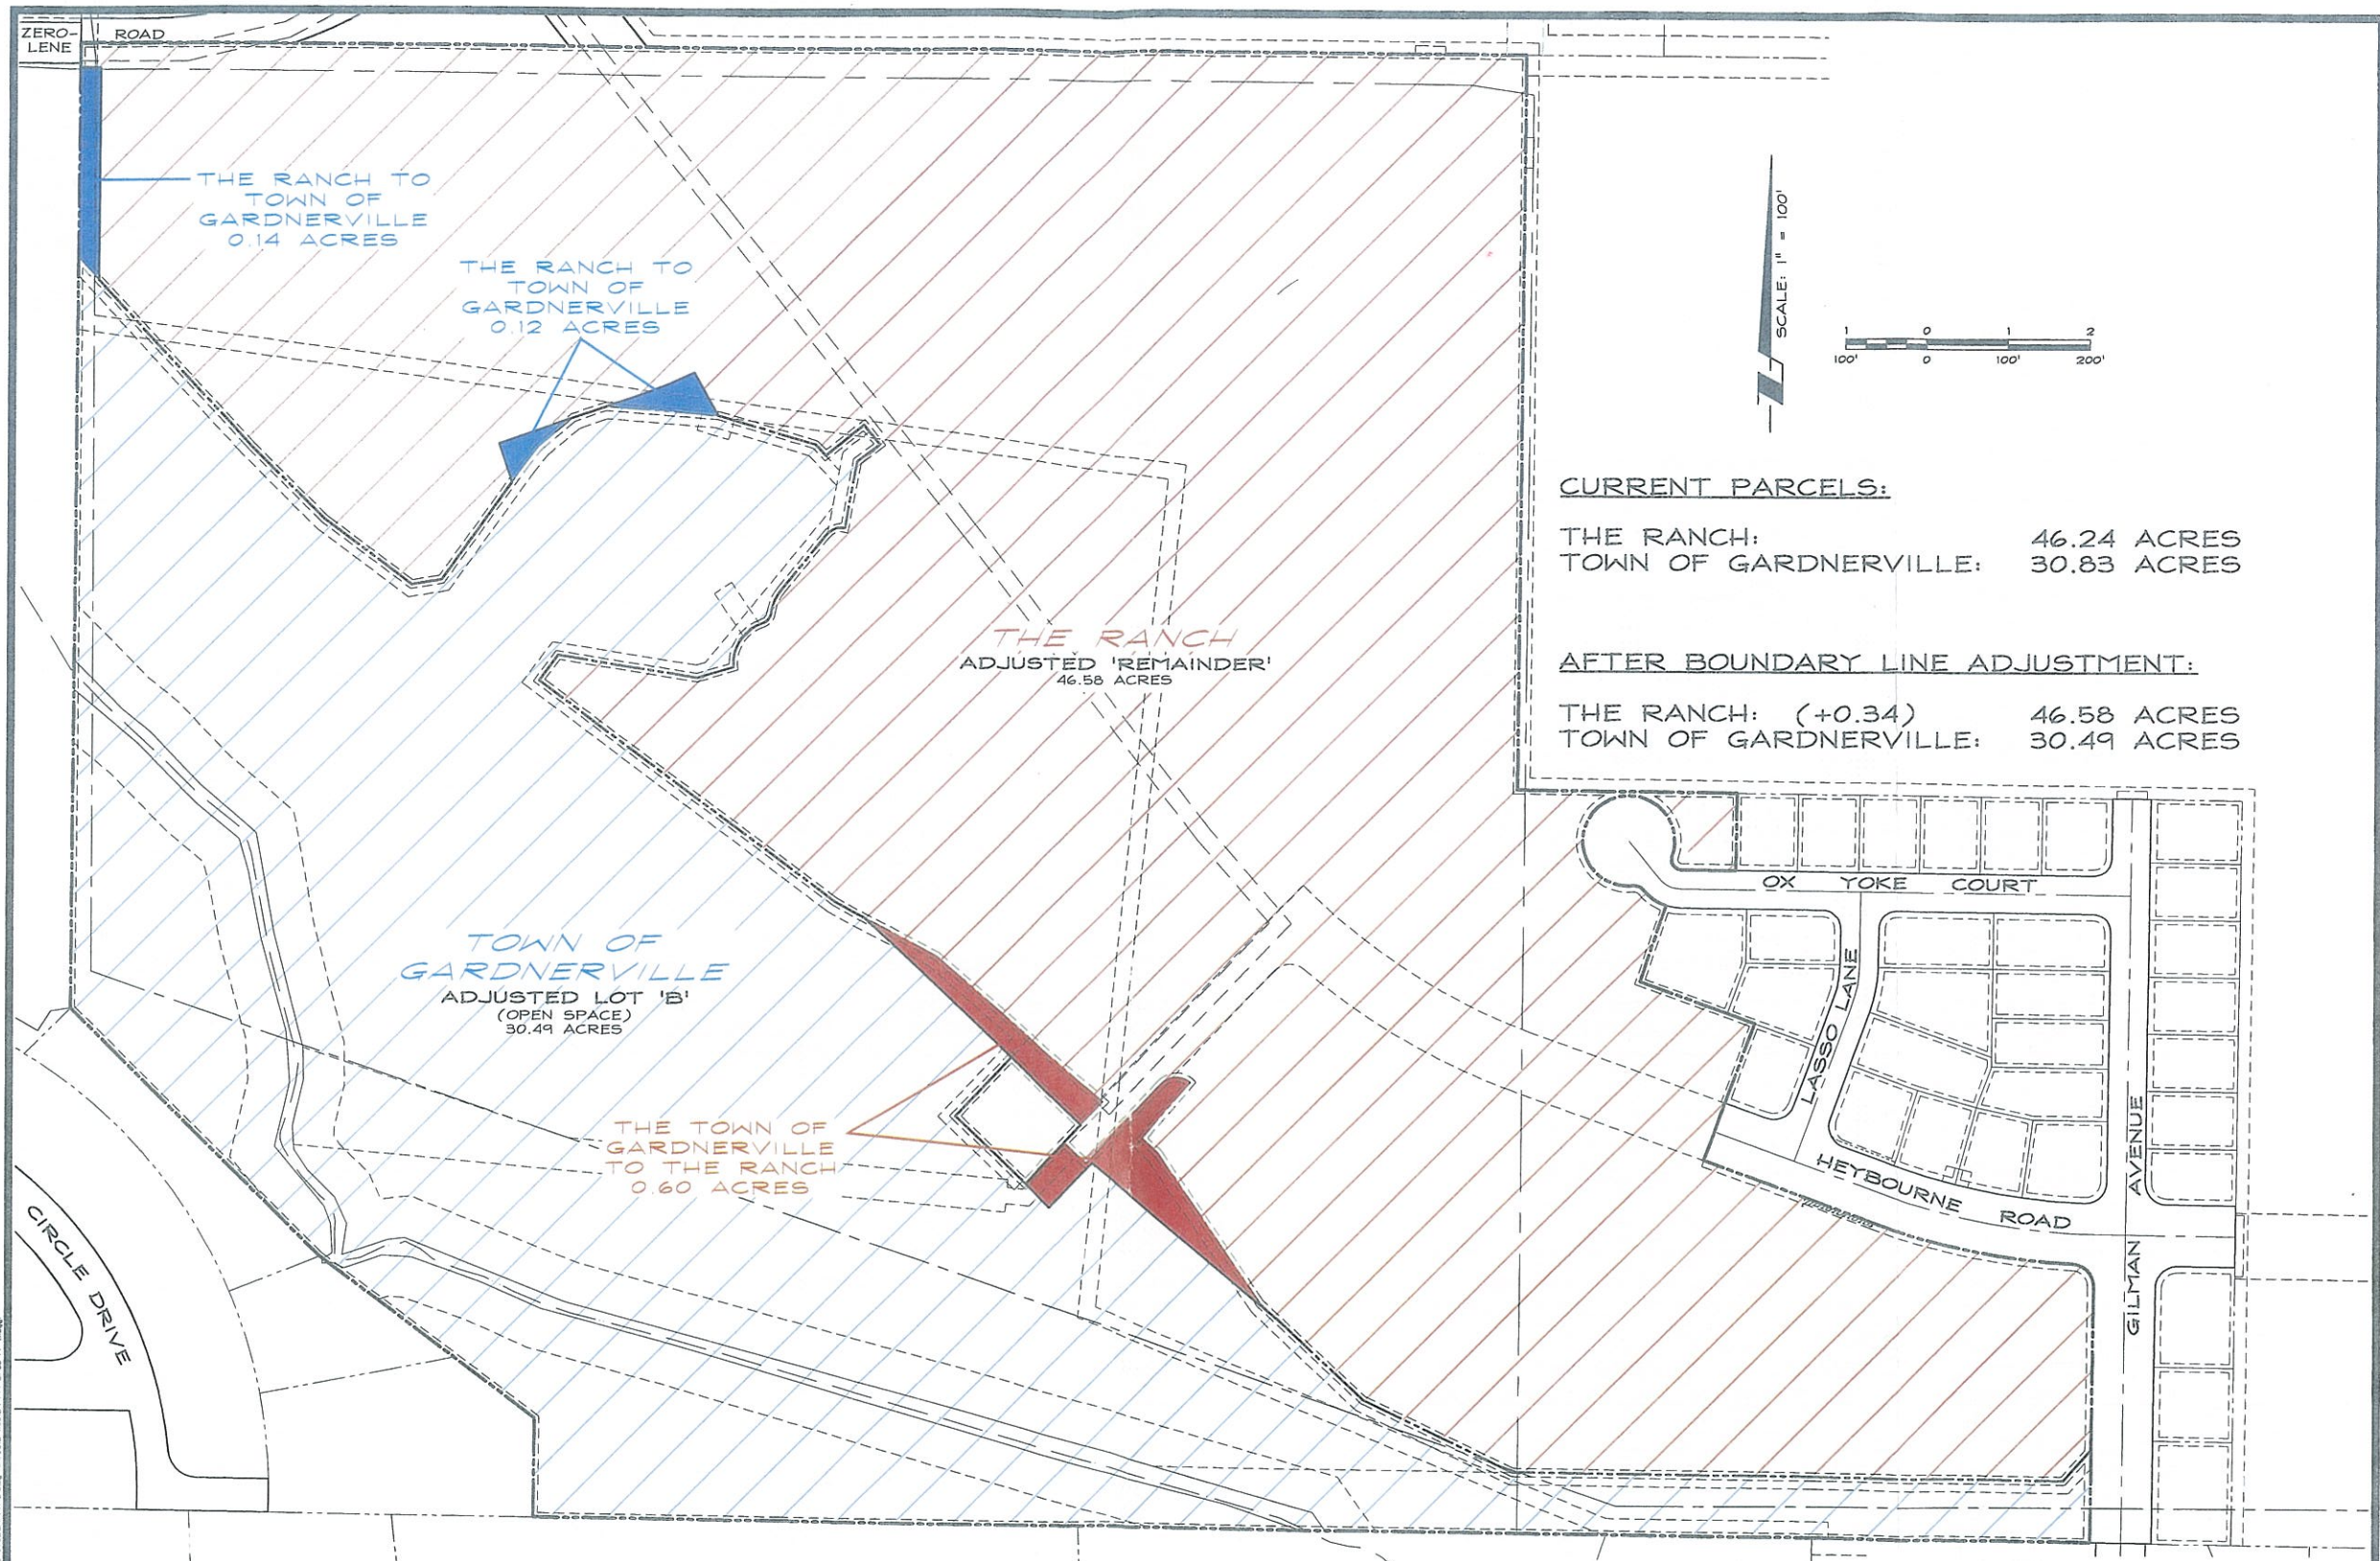 ZERO-
LENE
ROAD
THE RANCH TO
TOWN OF
GARDNERVILLE
0.14 ACRES
THE RANCH TO
TOWN OF
GARDNERVILLE
0.12 ACRES
SCALE: 1" = 100'
1 0 1 2
100' 0 100' 200'
CURRENT PARCELS:
THE RANCH: 46.24 ACRES
TOWN OF GARDNERVILLE: 30.83 ACRES
AFTER BOUNDARY LINE ADJUSTMENT:
THE RANCH: (+0.34) 46.58 ACRES
TOWN OF GARDNERVILLE: 30.49 ACRES
THE RANCH
ADJUSTED 'REMAINDER'
46.58 ACRES
TOWN OF
GARDNERVILLE
ADJUSTED LOT 'B'
(OPEN SPACE)
30.49 ACRES
THE TOWN OF
GARDNERVILLE
TO THE RANCH
0.60 ACRES
OX YOKE COURT
LASSO LANE
HEYBOURNE ROAD
GILMAN AVENUE
CIRCLE DRIVE